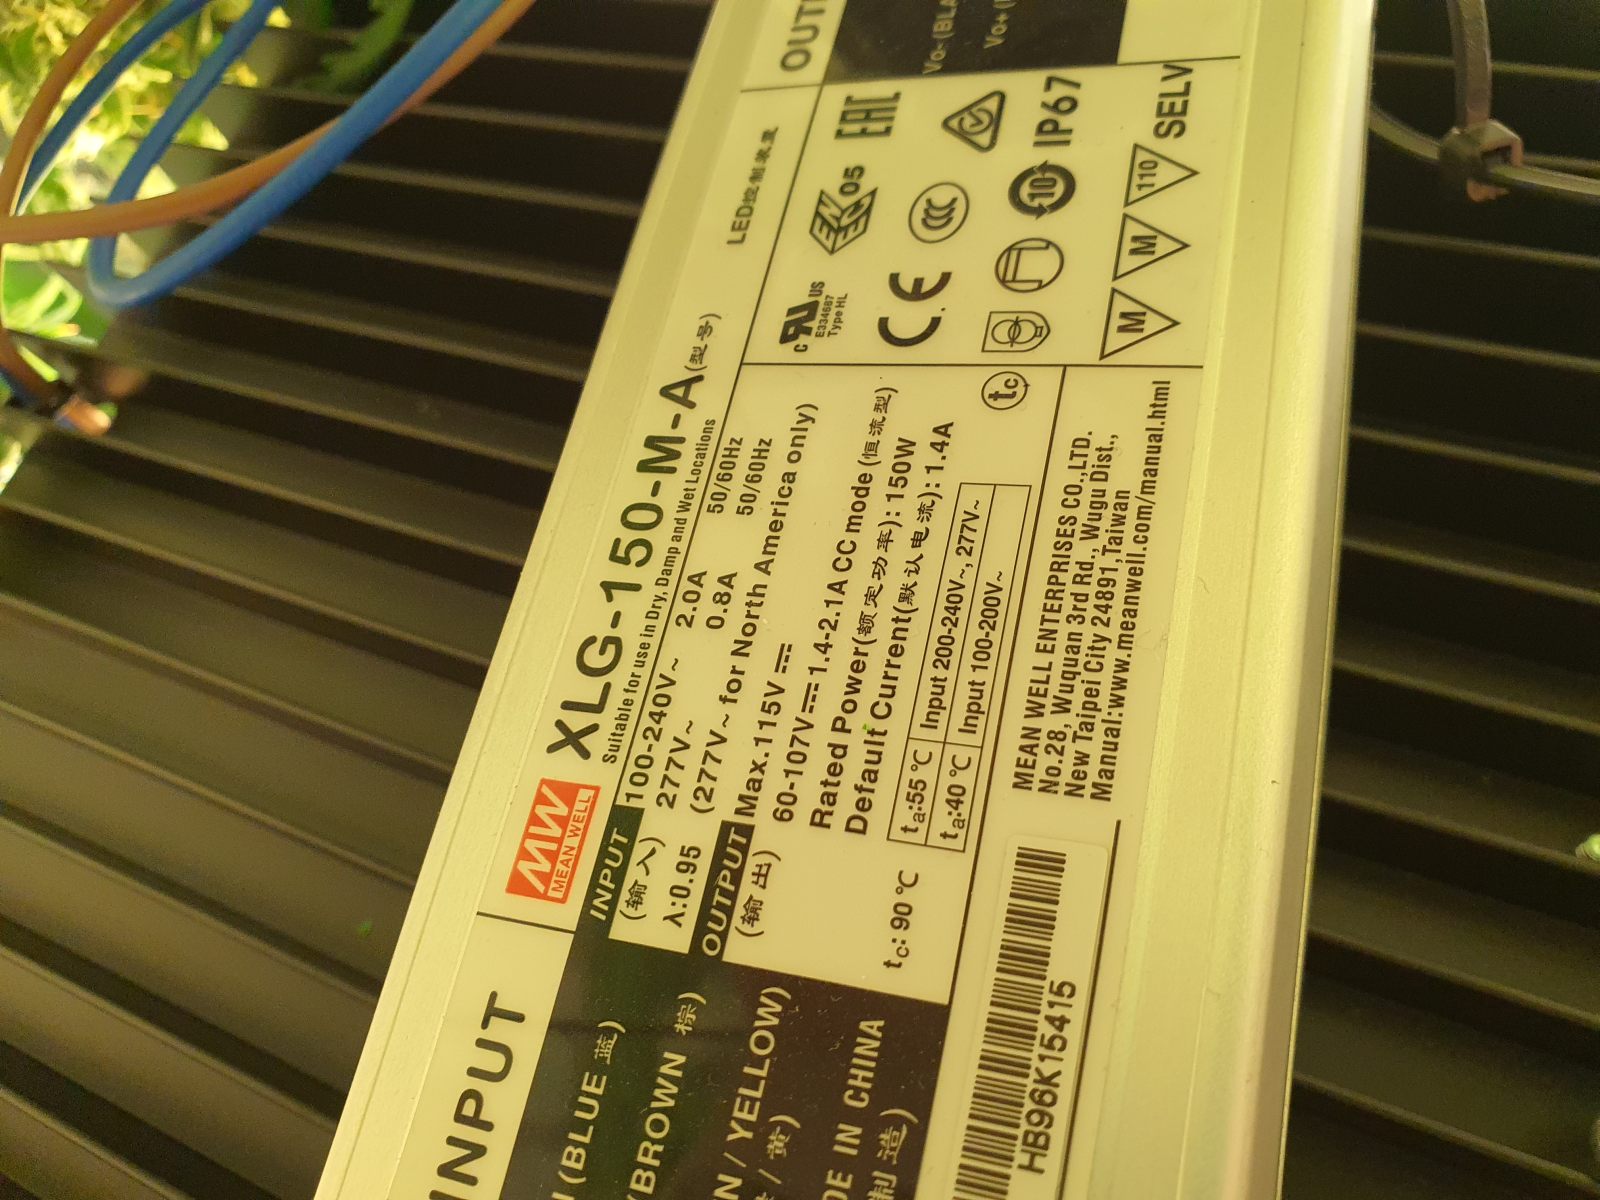 INPUT
(BLUE 蓝)
(BROWN 棕)
/ YELLOW)
/ 黄)
IN CHINA
制造)
MW
MEAN WELL
XLG-150-M-A(型号)
LED控制装置
Suitable for use in Dry, Damp and Wet Locations
INPUT
(输入)
λ:0.95
100-240V~ 2.0A 50/60Hz
277V~ 0.8A 50/60Hz
(277V~ for North America only)
OUTPUT
(输出)
Max.115V
60-107V 1.4-2.1A CC mode (恒流型)
Rated Power(额定功率): 150W
Default Current(默认电流): 1.4A
tc: 90℃
ta:55℃ Input 200-240V~, 277V~
ta:40℃ Input 100-200V~
tc
MEAN WELL ENTERPRISES CO.,LTD.
No.28, Wuquan 3rd Rd., Wugu Dist.,
New Taipei City 24891,Taiwan
Manual:www.meanwell.com/manual.html
HB96K15415
c RU US
E334687
Type HL
EN
EC
05
EAC
CE
CCC
10
IP67
M
M
110
SELV
Vo-
Vo+